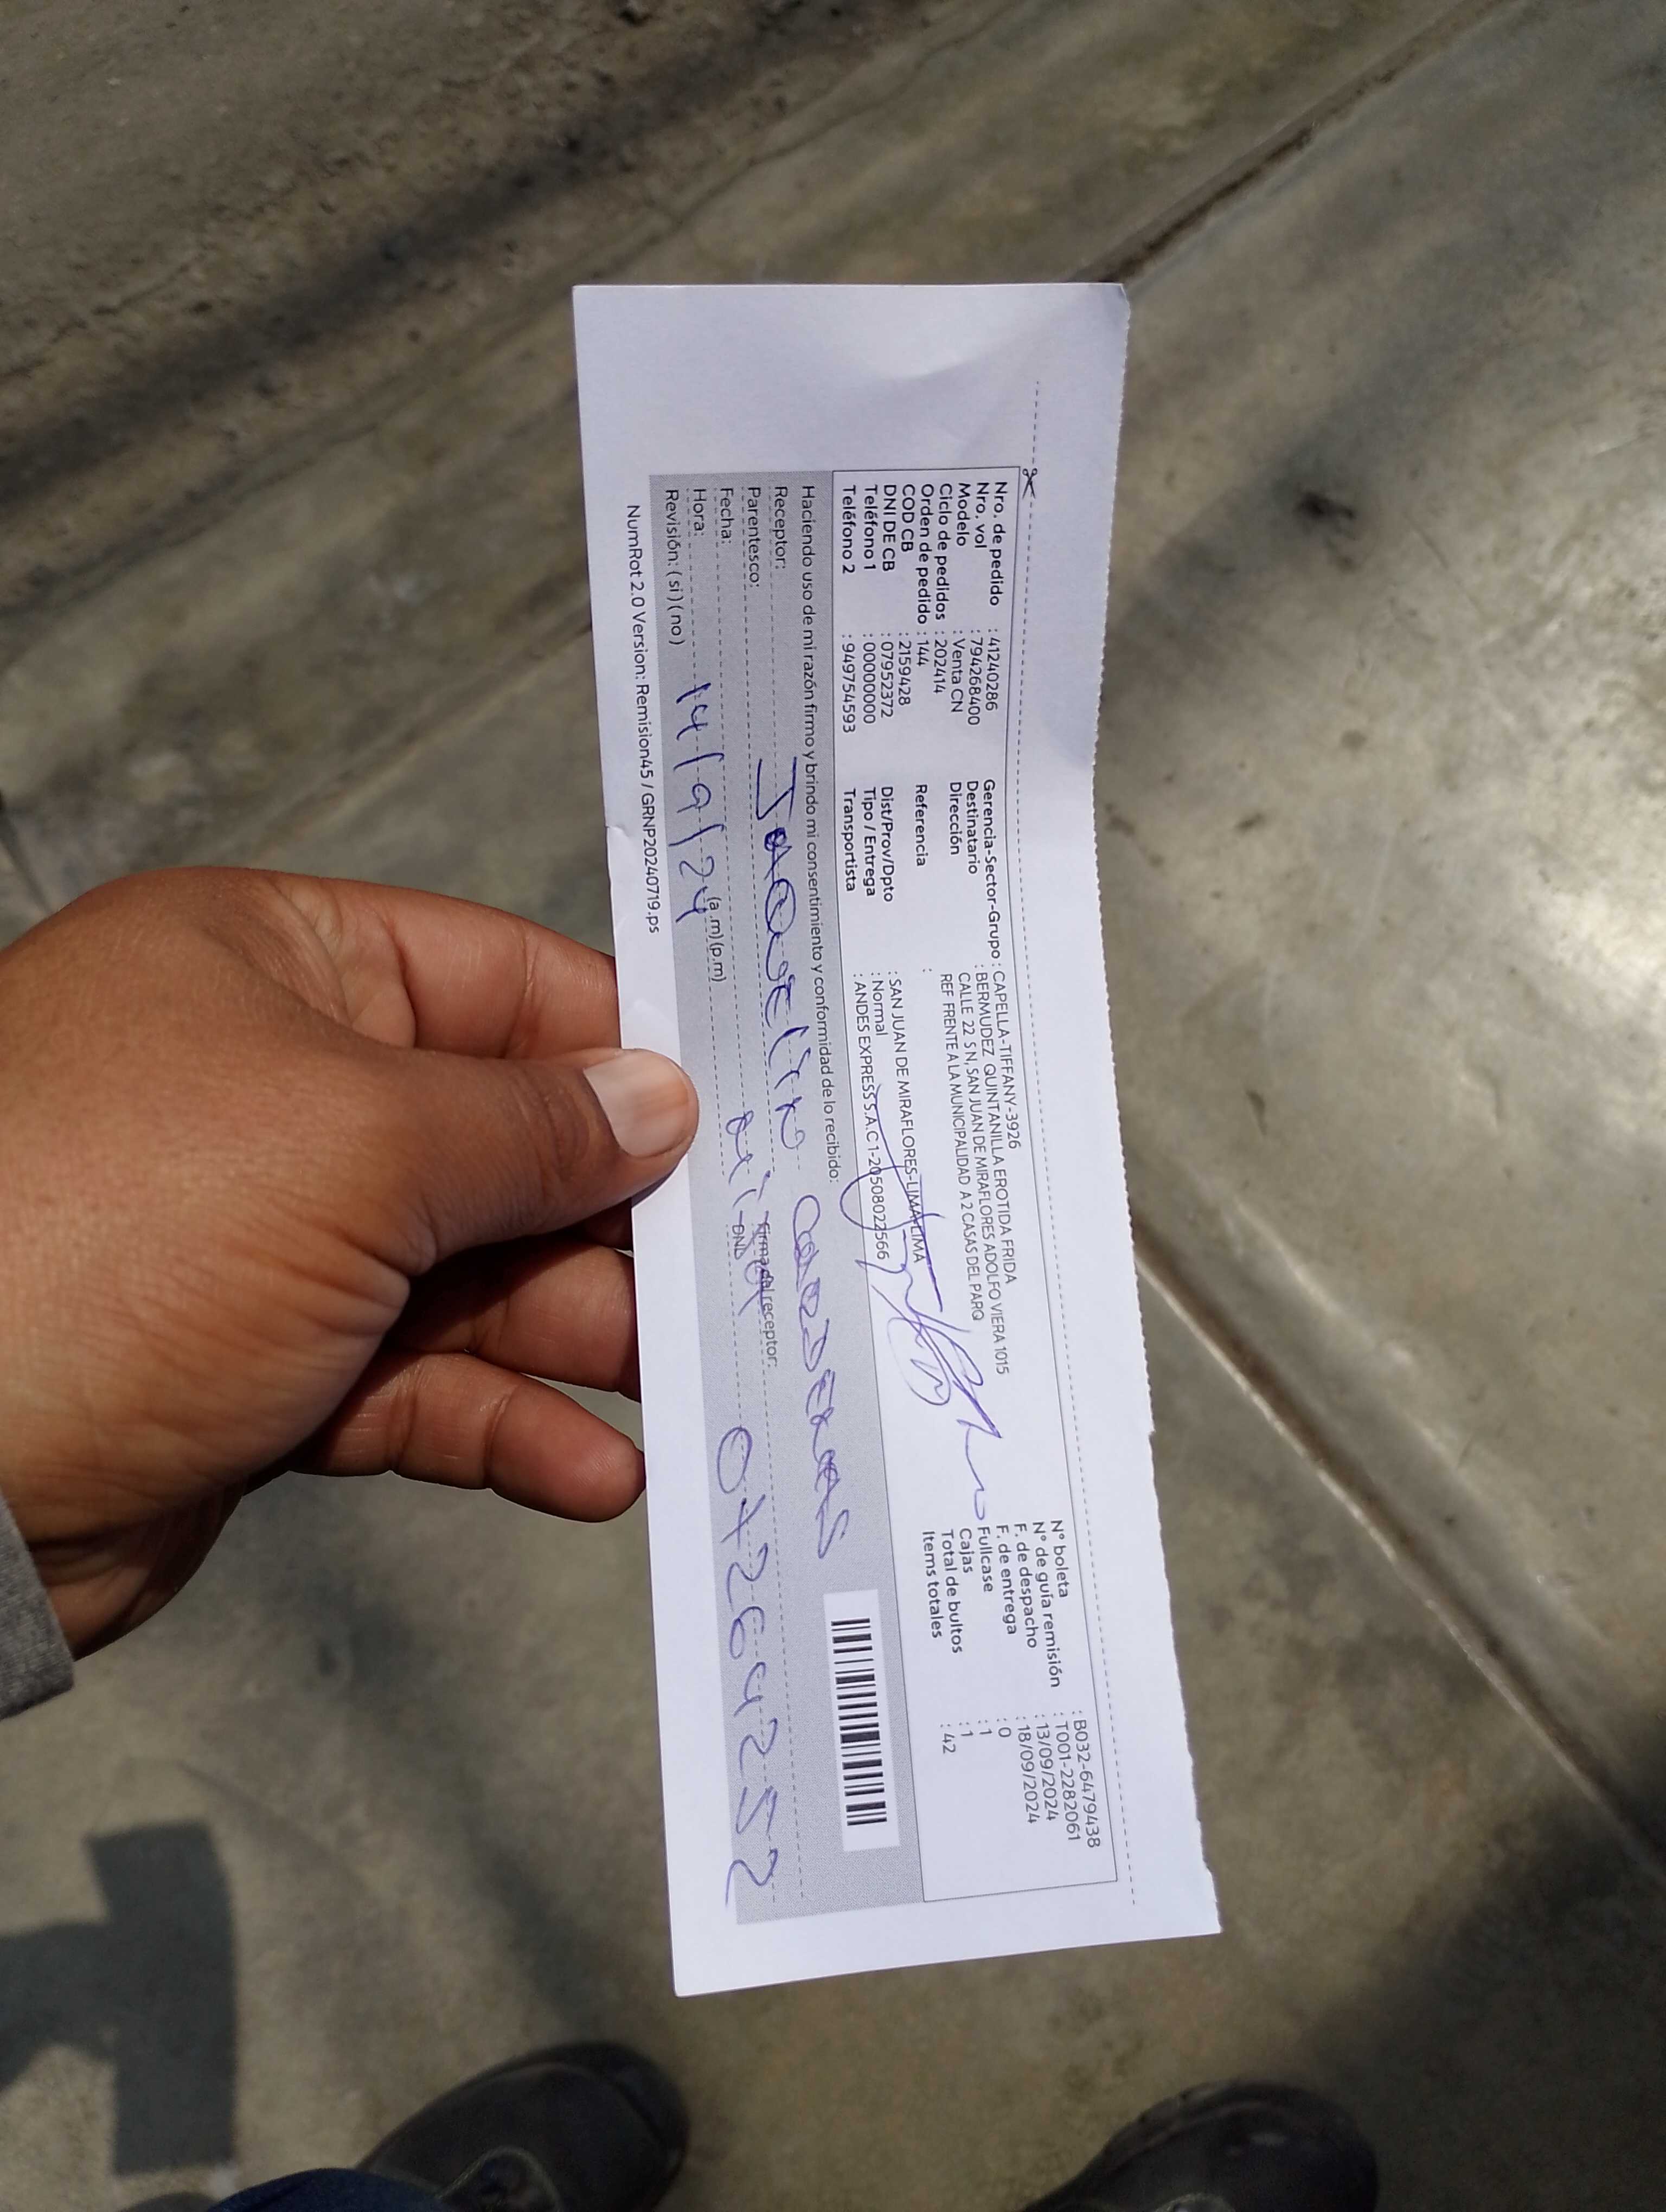 Nro. de pedido : 41240286
Nro. vol : 794268400
Modelo : Venta CN
Ciclo de pedidos : 202414
Orden de pedido : 144
COD CB : 2159428
DNI DE CB : 07952372
Teléfono 1 : 00000000
Teléfono 2 : 949754593
Gerencia-Sector-Grupo : CAPELLA-TIFFANY-3926
Destinatario : BERMUDEZ QUINTANILLA EROTIDA FRIDA
Dirección CALLE 22 S N, SAN JUAN DE MIRAFLORES ADOLFO VIERA 1015
REF FRENTE A LA MUNICIPALIDAD A 2 CASAS DEL PARQ
Referencia :
Dist/Prov/Dpto : SAN JUAN DE MIRAFLORES-LIMA-LIMA
Tipo / Entrega : Normal
Transportista : ANDES EXPRESS S.A.C 1-20508022566
N° boleta : B032-6479438
N° de guía remisión : T001-2282061
F. de despacho : 13/09/2024
F. de entrega : 18/09/2024
Fullcase : 0
Cajas : 1
Total de bultos : 1
Items totales : 42
Haciendo uso de mi razón firmo y brindo mi consentimiento y conformidad de lo recibido:
Receptor: Jaquelino CARDENAS
Parentesco:
Firma del receptor:
Fecha:
DNI:
Hora: (a.m)(p.m)
14/9/24
Revisión: (si) (no)
NumRot 2.0 Version: Remision45 / GRNP20240719.ps